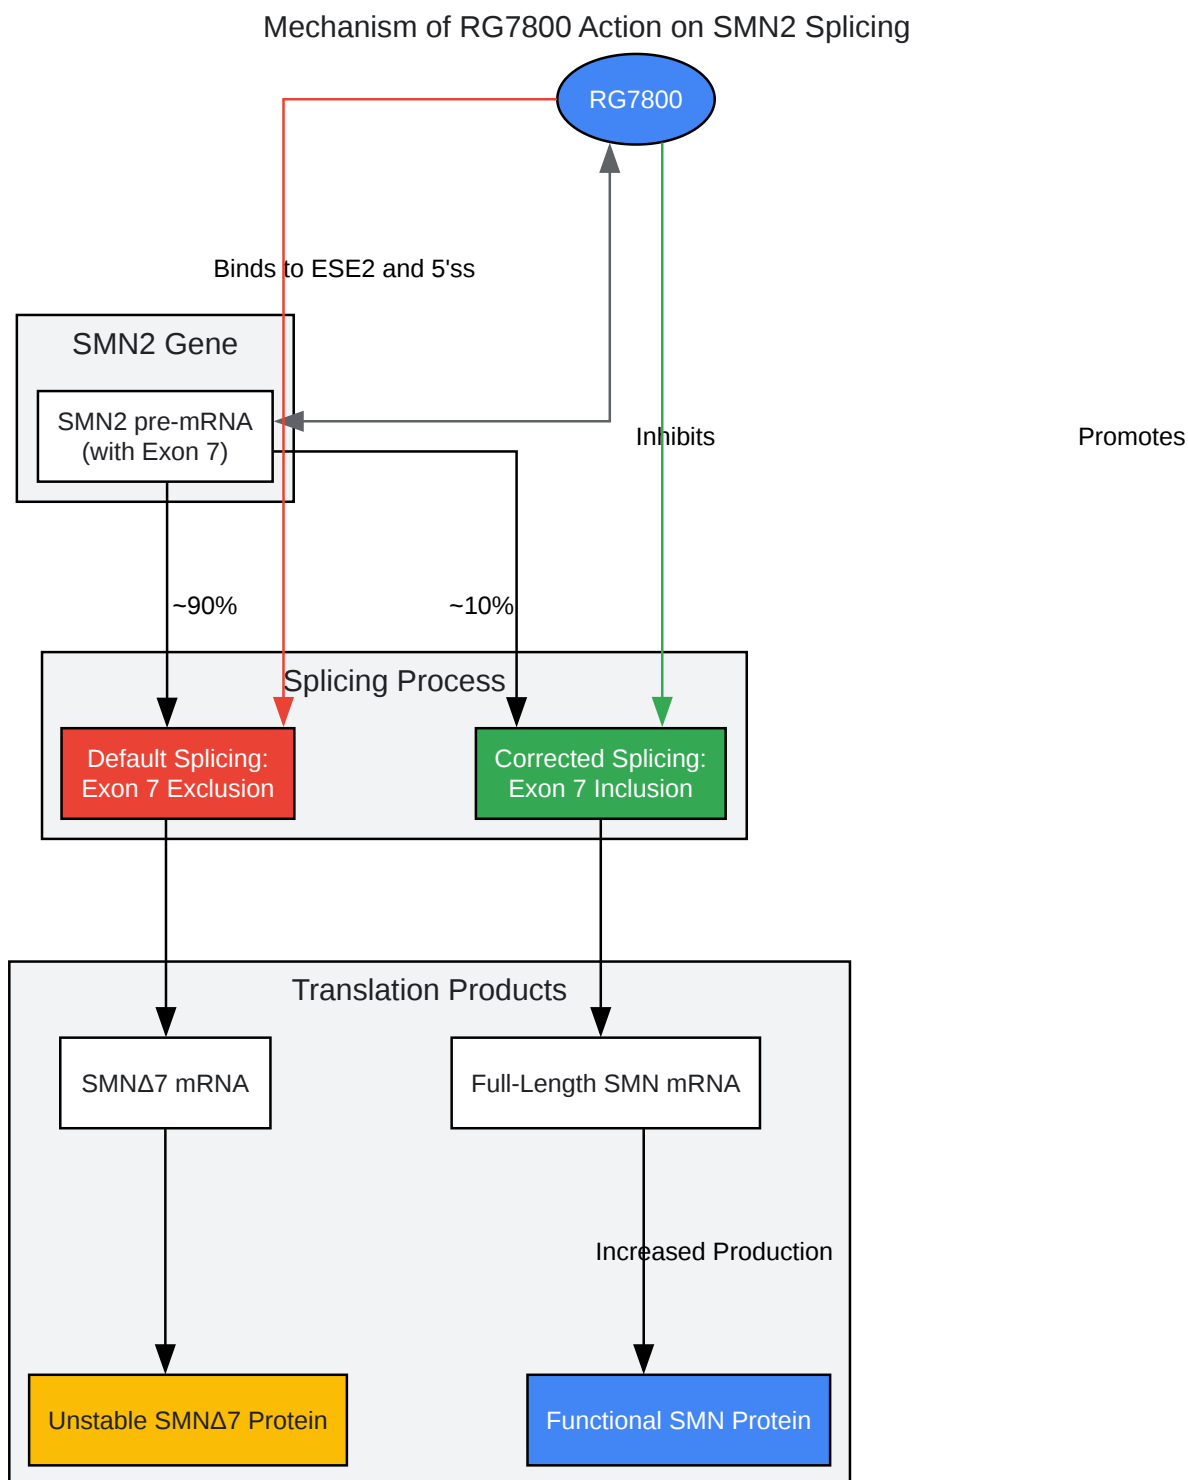 Mechanism of RG7800 Action on SMN2 Splicing
RG7800
Binds to ESE2 and 5'ss
SMN2 Gene
SMN2 pre-mRNA
(with Exon 7)
Inhibits
Promotes
~90%
~10%
Splicing Process
Default Splicing:
Exon 7 Exclusion
Corrected Splicing:
Exon 7 Inclusion
Translation Products
SMNΔ7 mRNA
Full-Length SMN mRNA
Increased Production
Unstable SMNΔ7 Protein
Functional SMN Protein